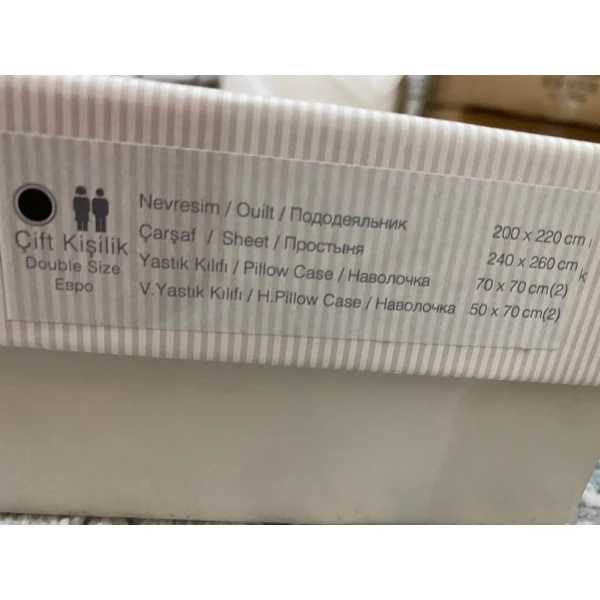 Çift Kişilik
Double Size
Евро
Nevresim / Ouilt / Пододеяльник 200 x 220 cm
Çarşaf / Sheet / Простыня 240 x 260 cm
Yastık Kılıfı / Pillow Case / Наволочка 70 x 70 cm(2)
V.Yastık Kılıfı / H.Pillow Case / Наволочка 50 x 70 cm(2)